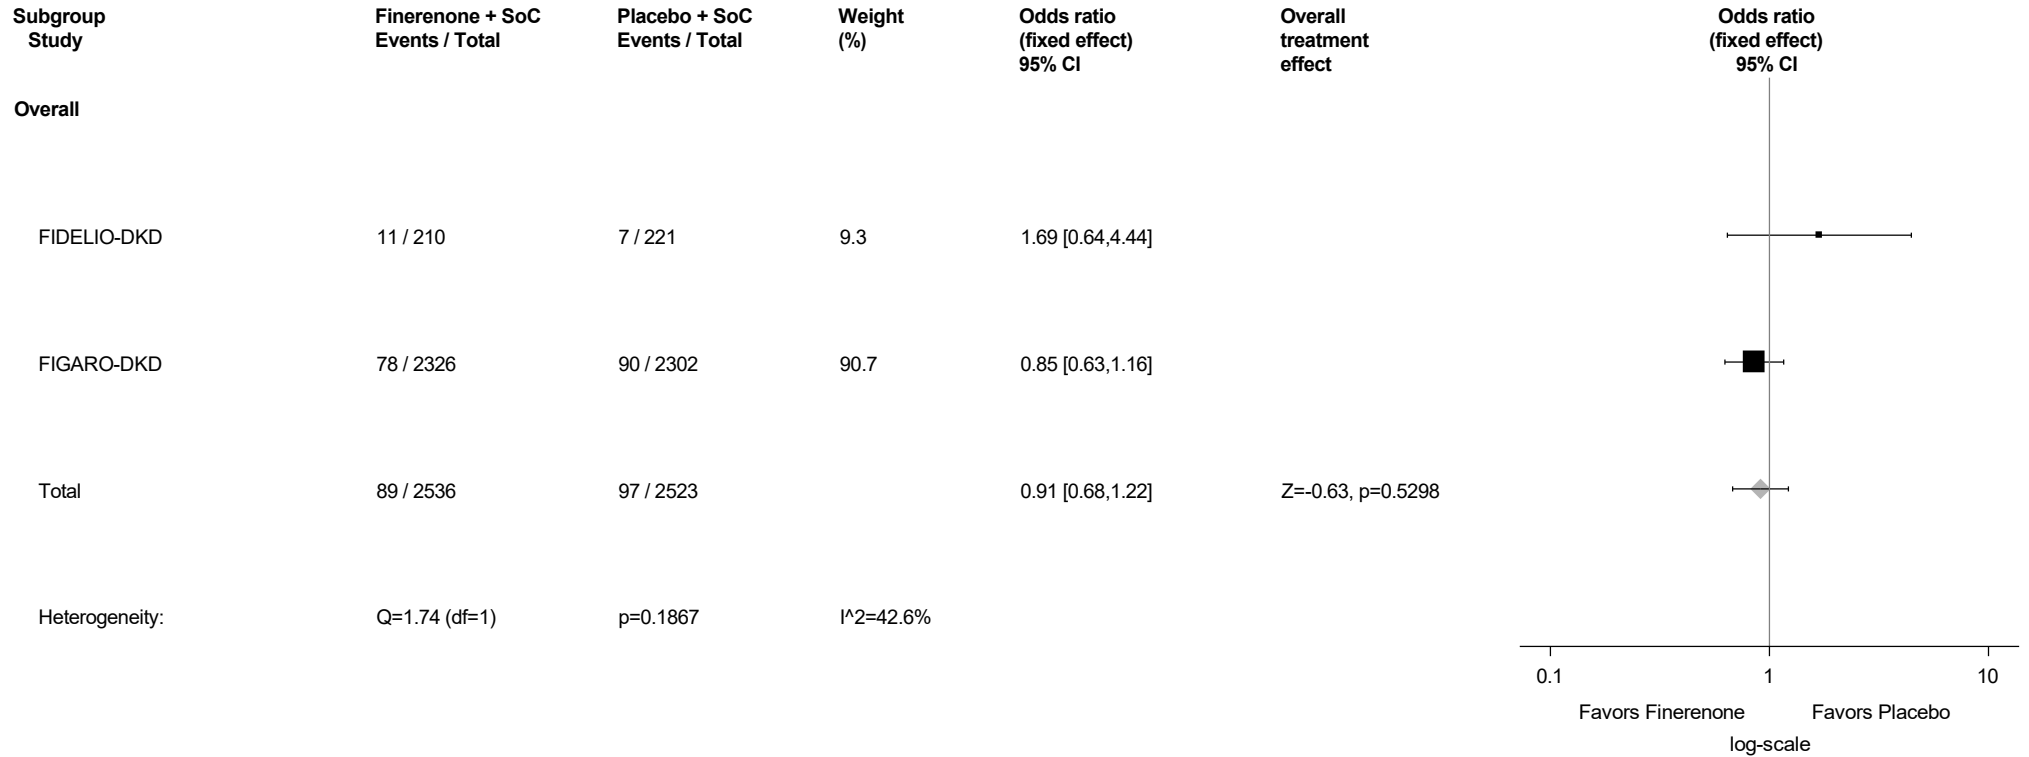 Subgroup Finerenone + SoC Placebo + SoC Weight Odds ratio Overall Odds ratio
Study Events / Total Events / Total (%) (fixed effect) treatment (fixed effect)
95% CI effect 95% CI
Overall
FIDELIO-DKD 11 / 210 7 / 221 9.3 1.69 [0.64,4.44]
FIGARO-DKD 78 / 2326 90 / 2302 90.7 0.85 [0.63,1.16]
Total 89 / 2536 97 / 2523 0.91 [0.68,1.22] Z=-0.63, p=0.5298
Heterogeneity: Q=1.74 (df=1) p=0.1867 I^2=42.6%
0.1 1 10
Favors Finerenone Favors Placebo
log-scale